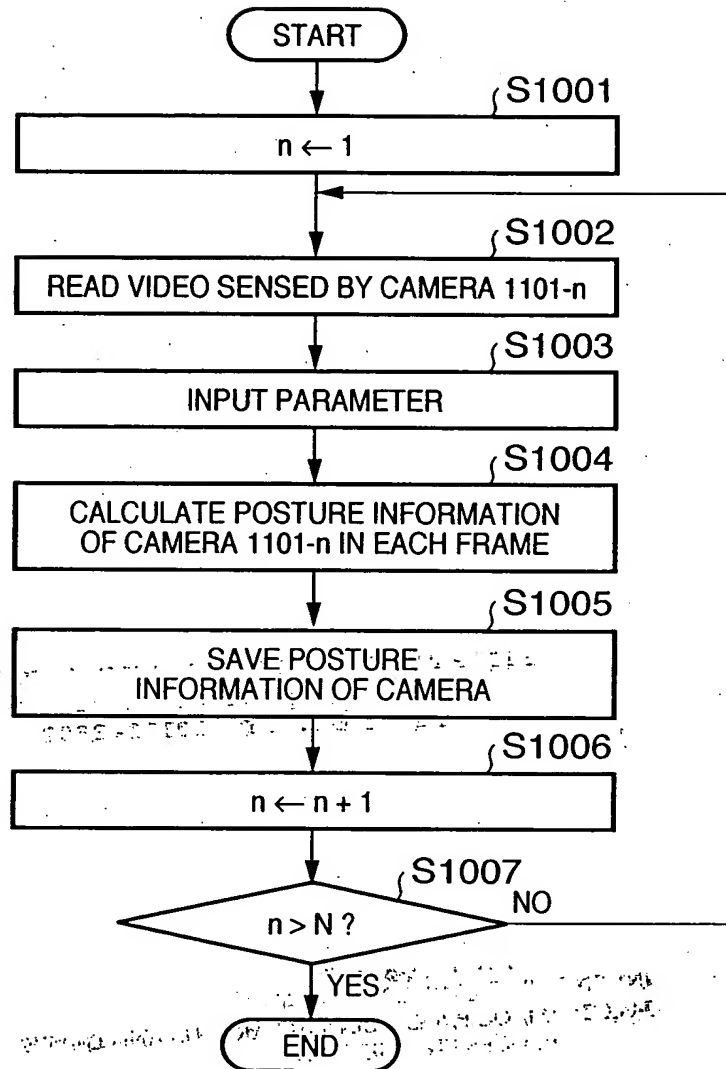 START
S1001
n ← 1
S1002
READ VIDEO SENSED BY CAMERA 1101-n
S1003
INPUT PARAMETER
S1004
CALCULATE POSTURE INFORMATION
OF CAMERA 1101-n IN EACH FRAME
S1005
SAVE POSTURE
INFORMATION OF CAMERA
S1006
n ← n + 1
S1007
n > N ?
NO
YES
END